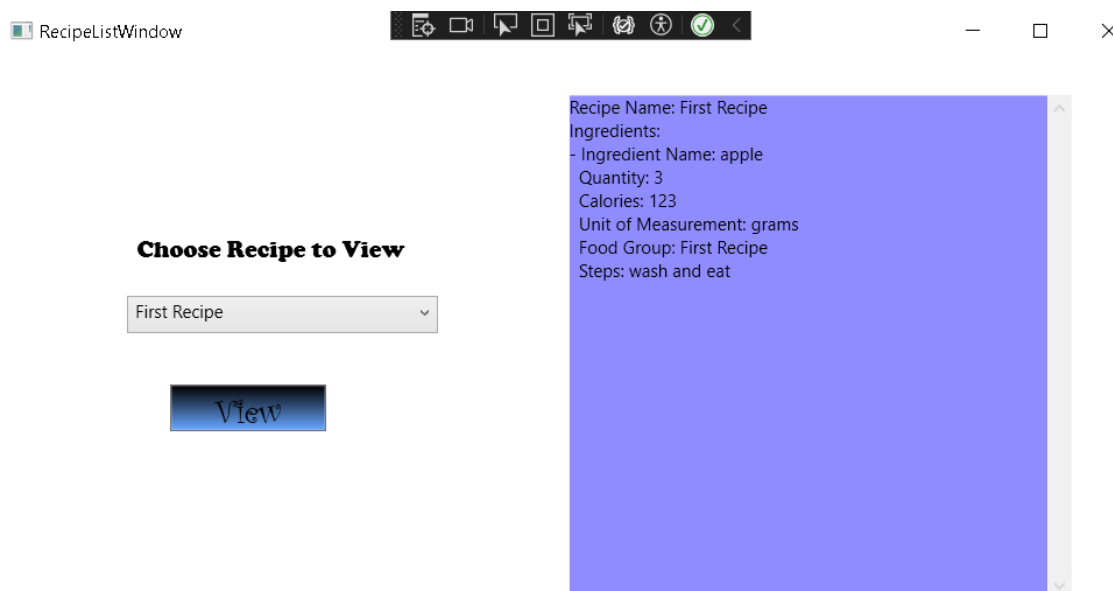 RecipeListWindow
Choose Recipe to View
First Recipe
View
Recipe Name: First Recipe
Ingredients:
- Ingredient Name: apple
Quantity: 3
Calories: 123
Unit of Measurement: grams
Food Group: First Recipe
Steps: wash and eat